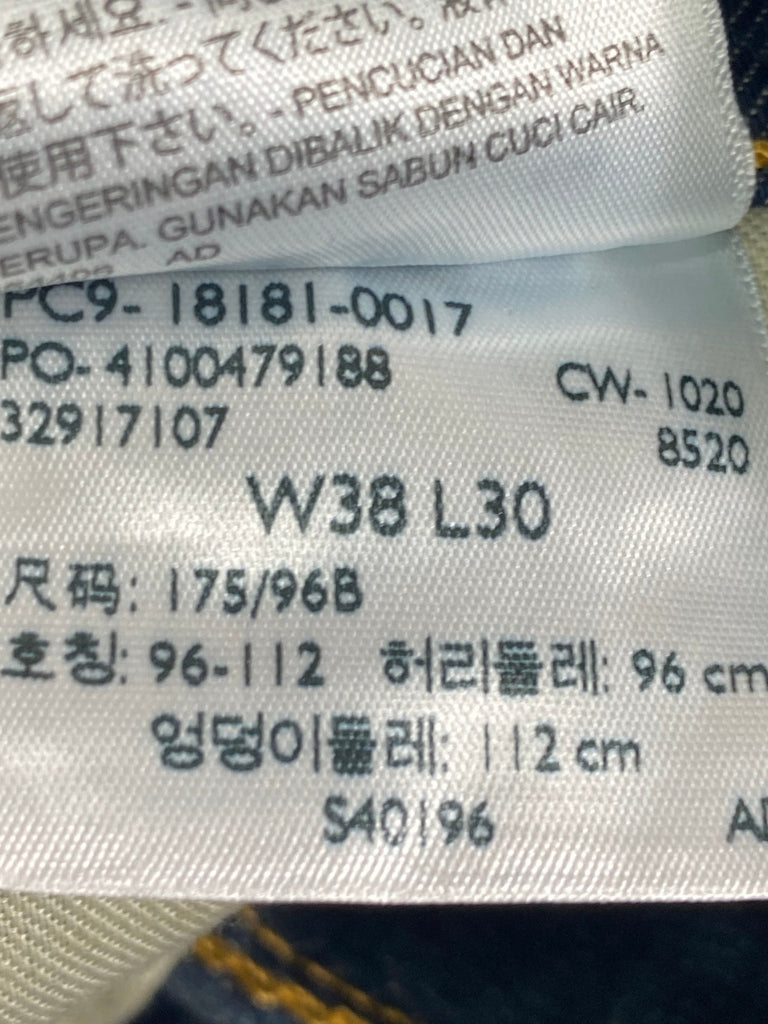 하세요. -
返して洗ってください。液
使用下さい。- PENCUCIAN DAN
ENGERINGAN DIBALIK DENGAN WARNA
ERUPA. GUNAKAN SABUN CUCI CAIR.
AD
PC9- 18181-0017
PO- 4100479188
CW- 1020
32917107
8520
W38 L30
尺码: 175/96B
호칭: 96-112 허리둘레: 96 cm
엉덩이둘레: 112 cm
S40196